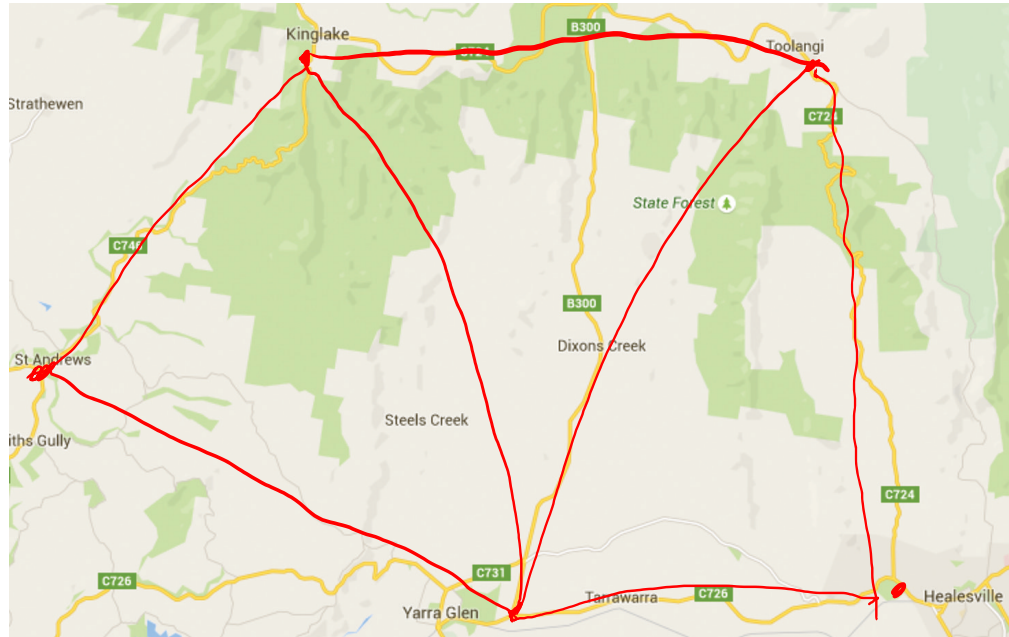 Kinglake
B300
Toolangi
Strathewen
C724
State Forest
C746
B300
Dixons Creek
St Andrews
Steels Creek
iths Gully
C724
C731
C726
Yarra Glen
Tarrawarra
C726
Healesville